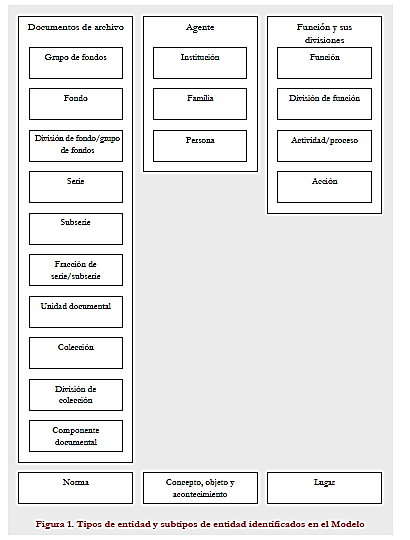 Documentos de archivo
Grupo de fondos
Fondo
División de fondo/grupo
de fondos
Serie
Subserie
Fracción de
serie/subserie
Unidad documental
Colección
División de
colección
Componente
documental
Agente
Institución
Familia
Persona
Función y sus
divisiones
Función
División de función
Actividad/proceso
Acción
Norma
Concepto, objeto y
acontecimiento
Lugar
Figura 1. Tipos de entidad y subtipos de entidad identificados en el Modelo